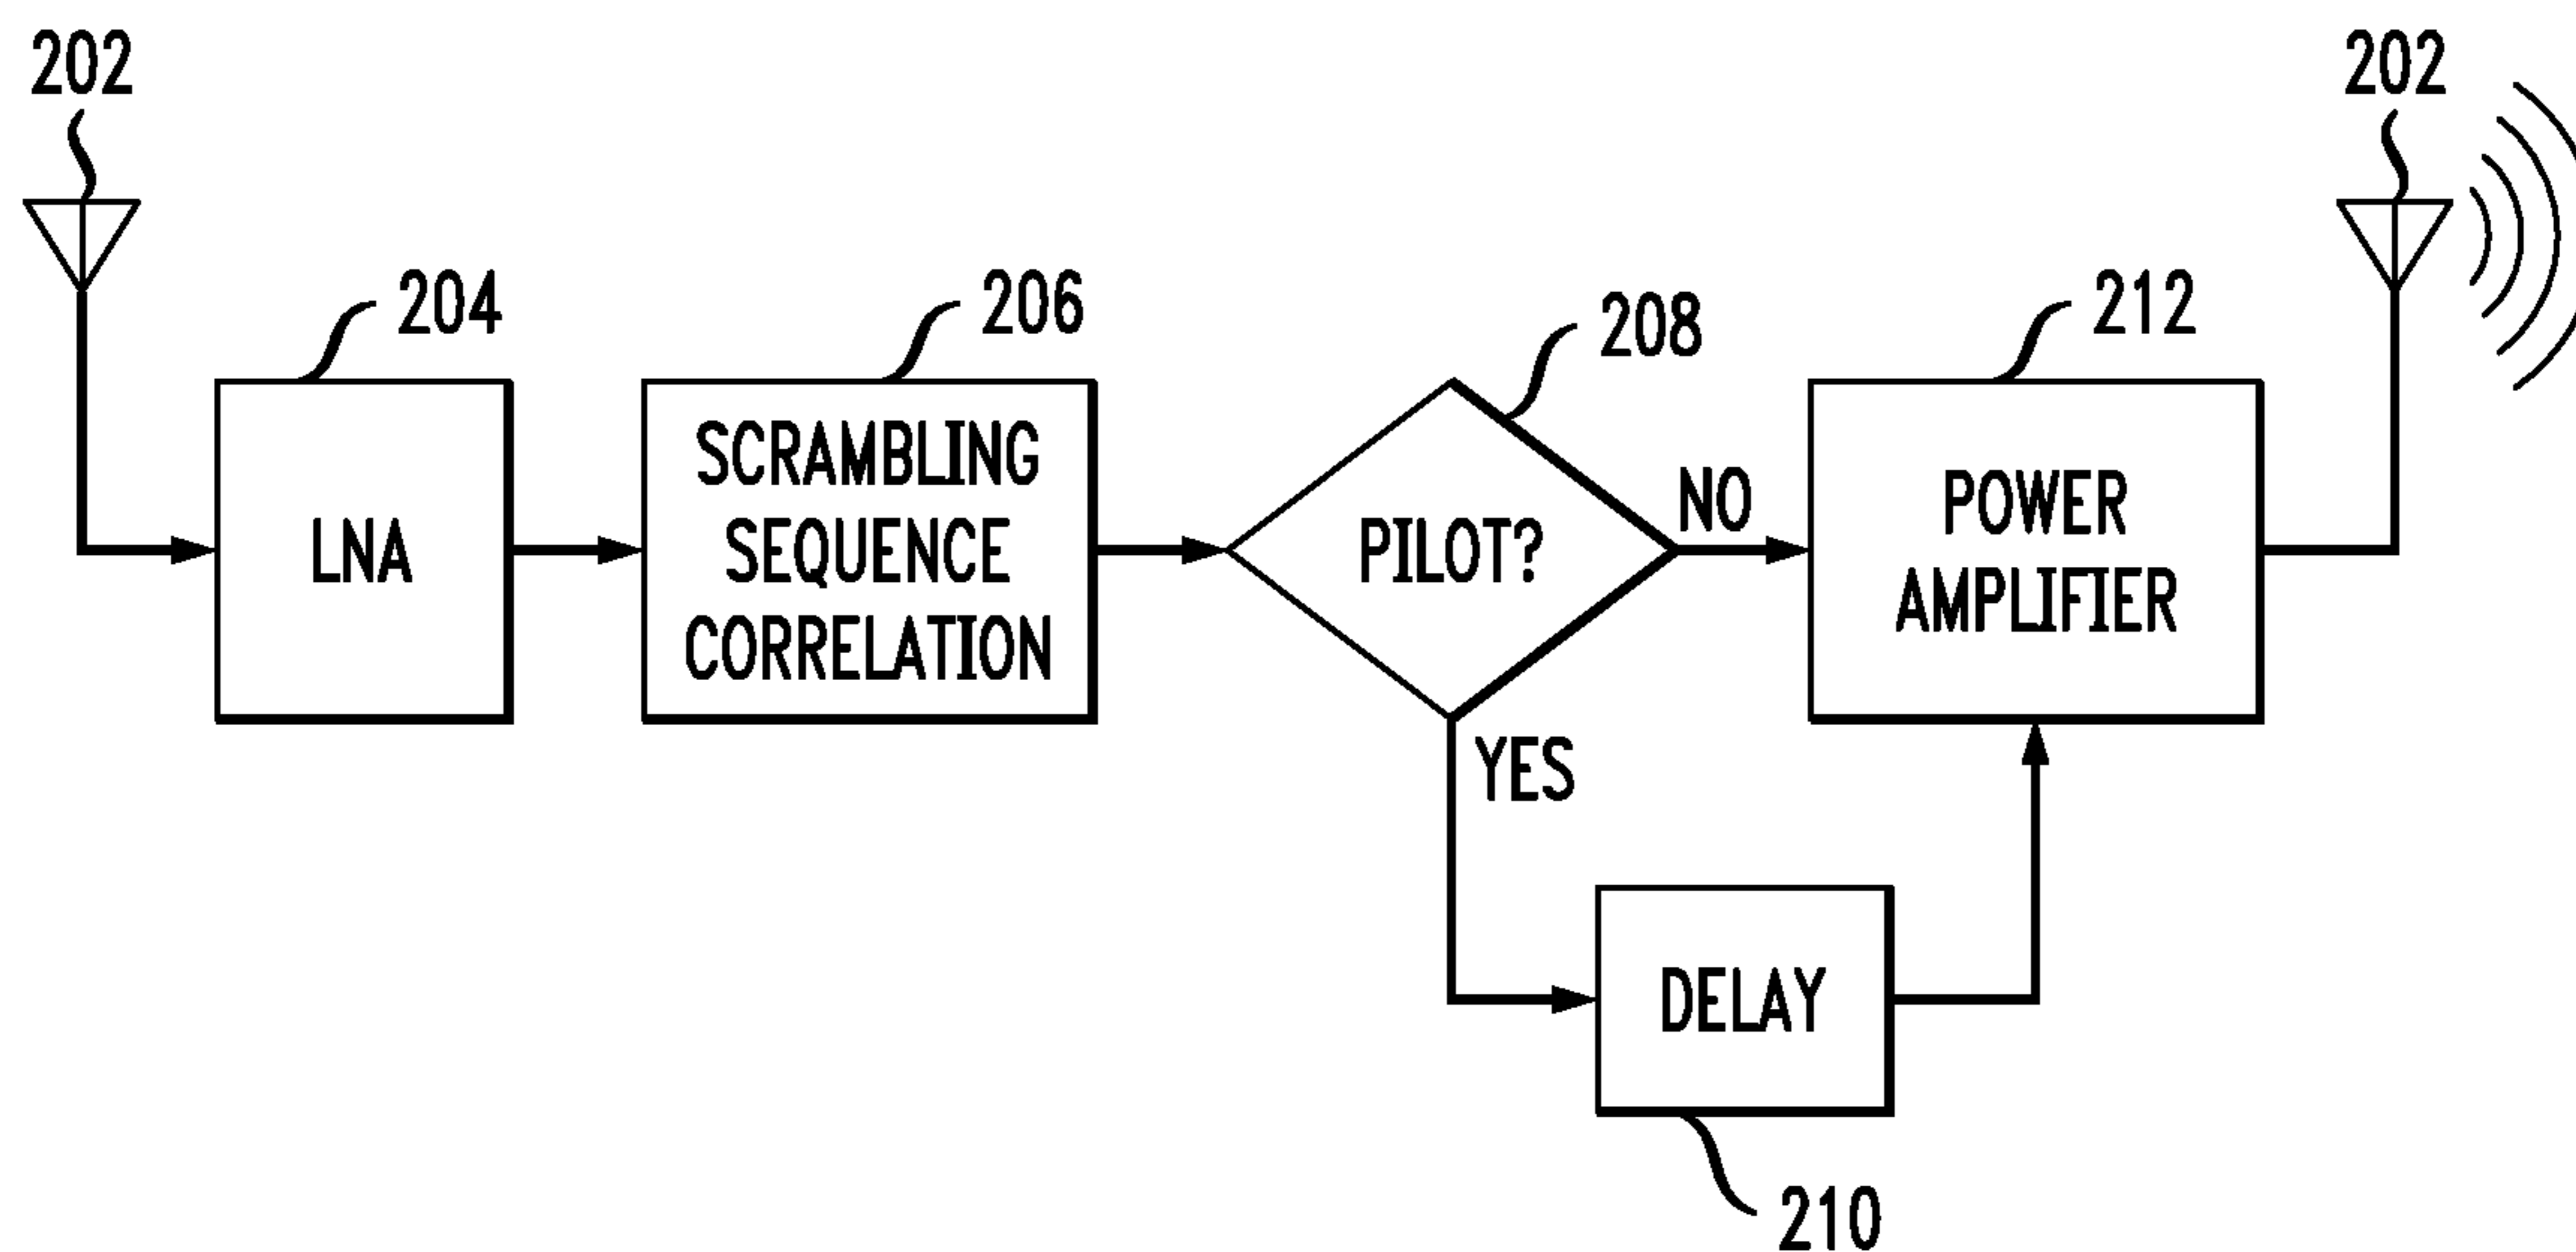 202
202
204
206
208
212
LNA
SCRAMBLING
SEQUENCE
CORRELATION
PILOT?
NO
POWER
AMPLIFIER
YES
DELAY
210